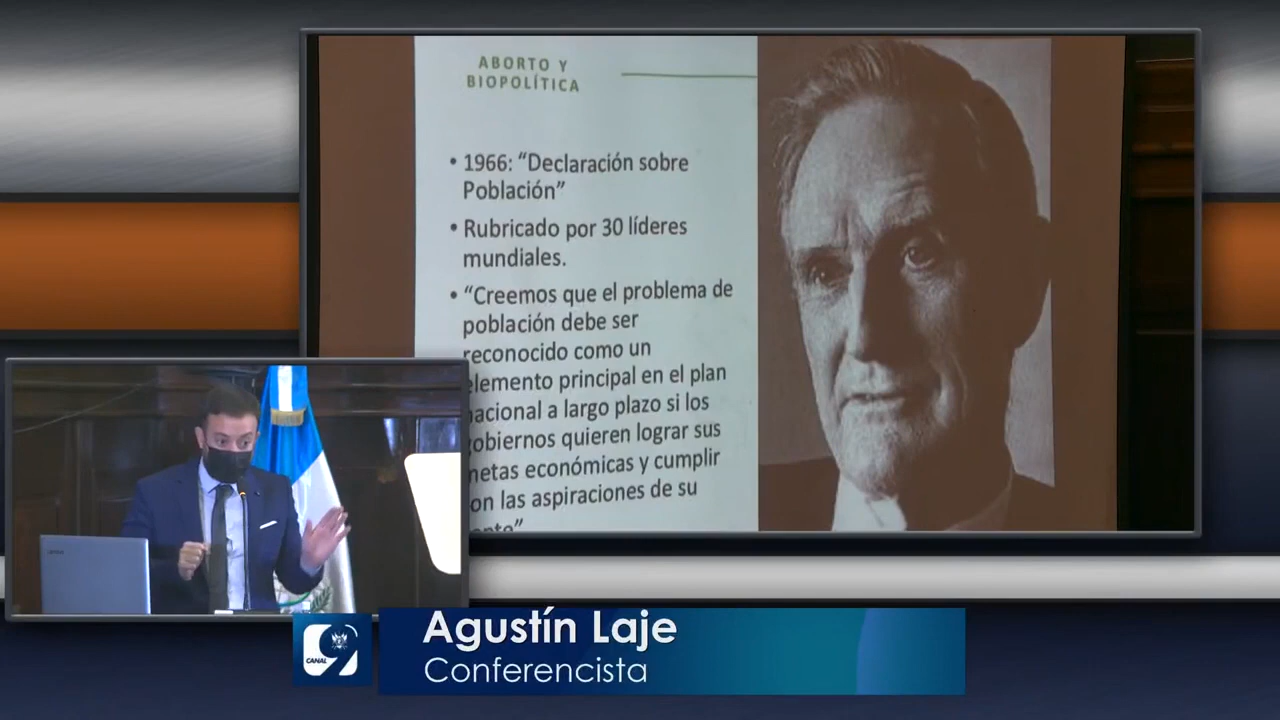 ABORTO Y
BIOPOLÍTICA
• 1966: “Declaración sobre
Población”
• Rubricado por 30 líderes
mundiales.
• “Creemos que el problema de
población debe ser
reconocido como un
elemento principal en el plan
nacional a largo plazo si los
gobiernos quieren lograr sus
metas económicas y cumplir
con las aspiraciones de su
Agustín Laje
Conferencista
CANAL
9